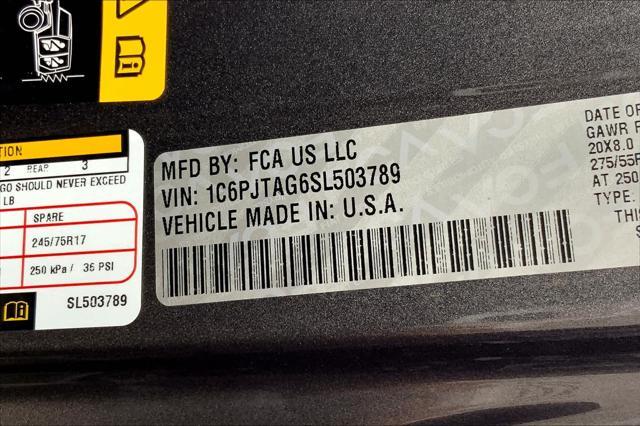 TION
2 REAR 3
GO SHOULD NEVER EXCEED
LB
SPARE
245/75R17
250 kPa / 36 PSI
SL503789
MFD BY: FCA US LLC
VIN: 1C6PJTAG6SL503789
VEHICLE MADE IN: U.S.A.
DATE OF
GAWR F
20X8.0
275/55R
AT 250
TYPE:
THI
S